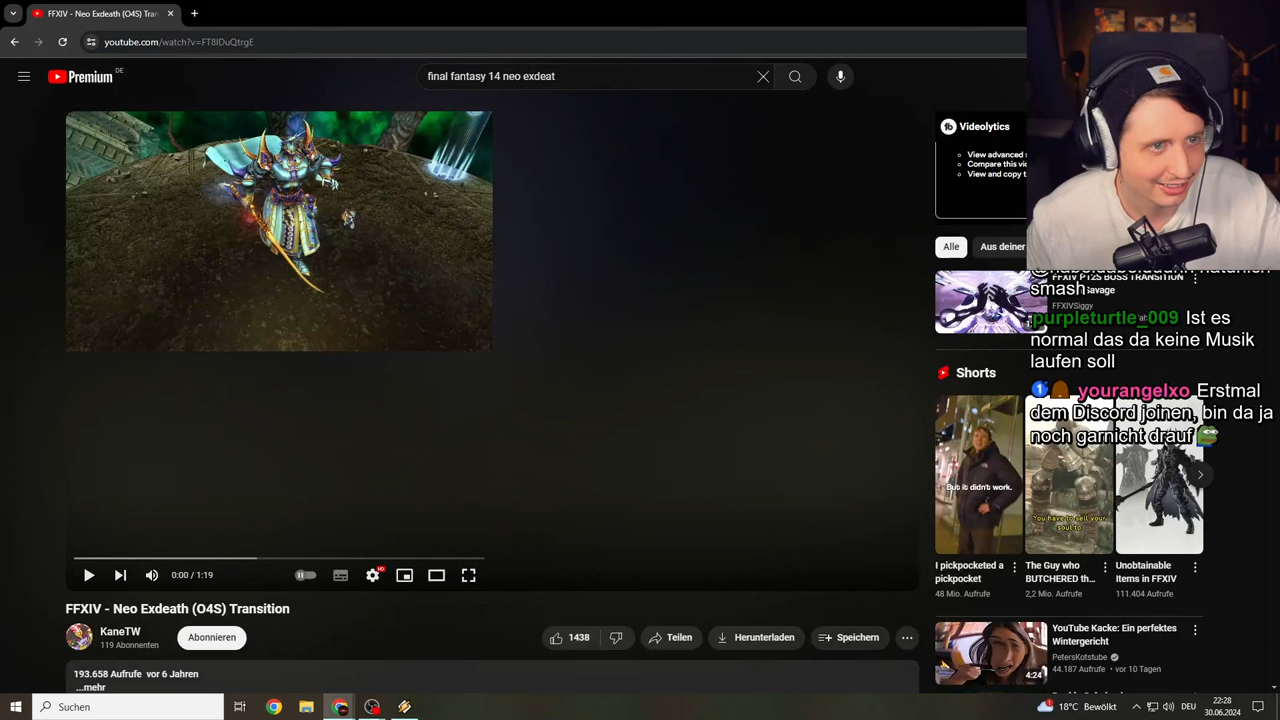 FFXIV - Neo Exdeath (O4S) Tran
youtube.com/watch?v=FT8IDuQtrgE
Premium
DE
final fantasy 14 neo exdeat
Videolytics
View advanced s
Compare this vi
View and copy t
Alle
Aus deiner
FFXIV P12S BOSS TRANSITION
FFXIVSiggy
smash
purpleturtle_009 Ist es
normal das da keine Musik
laufen soll
yourangelxo Erstmal
dem Discord joinen, bin da ja
noch garnicht drauf
Shorts
But it didn't work.
You have to sell your
soul to
I pickpocketed a
pickpocket
48 Mio. Aufrufe
The Guy who
BUTCHERED th...
2,2 Mio. Aufrufe
Unobtainable
Items in FFXIV
111.404 Aufrufe
HD
0:00 / 1:19
FFXIV - Neo Exdeath (O4S) Transition
KaneTW
119 Abonnenten
Abonnieren
1438
Teilen
Herunterladen
Speichern
193.658 Aufrufe vor 6 Jahren
...mehr
4:24
YouTube Kacke: Ein perfektes
Wintergericht
PetersKotstube
44.187 Aufrufe • vor 10 Tagen
Suchen
18°C Bewölkt
DEU
22:28
30.06.2024